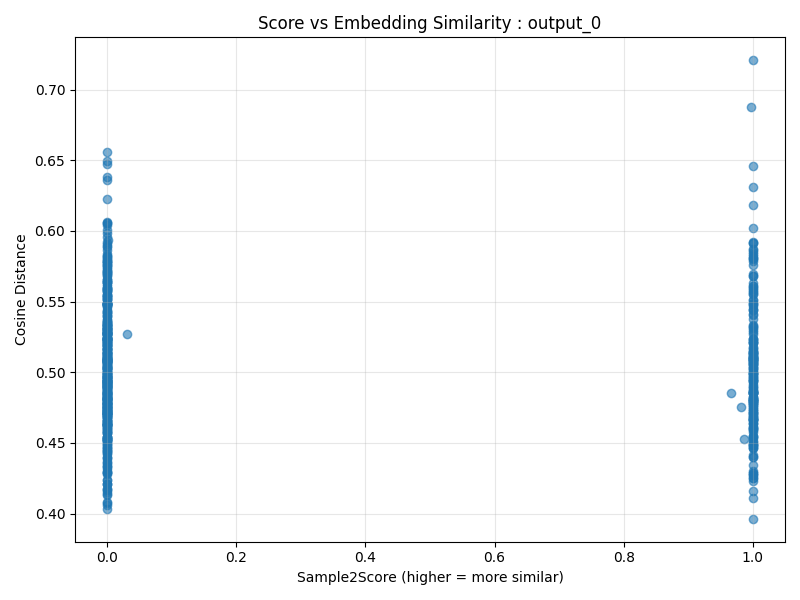 Score vs Embedding Similarity : output_0
Cosine Distance
0.70
0.65
0.60
0.55
0.50
0.45
0.40
0.0 0.2 0.4 0.6 0.8 1.0
Sample2Score (higher = more similar)